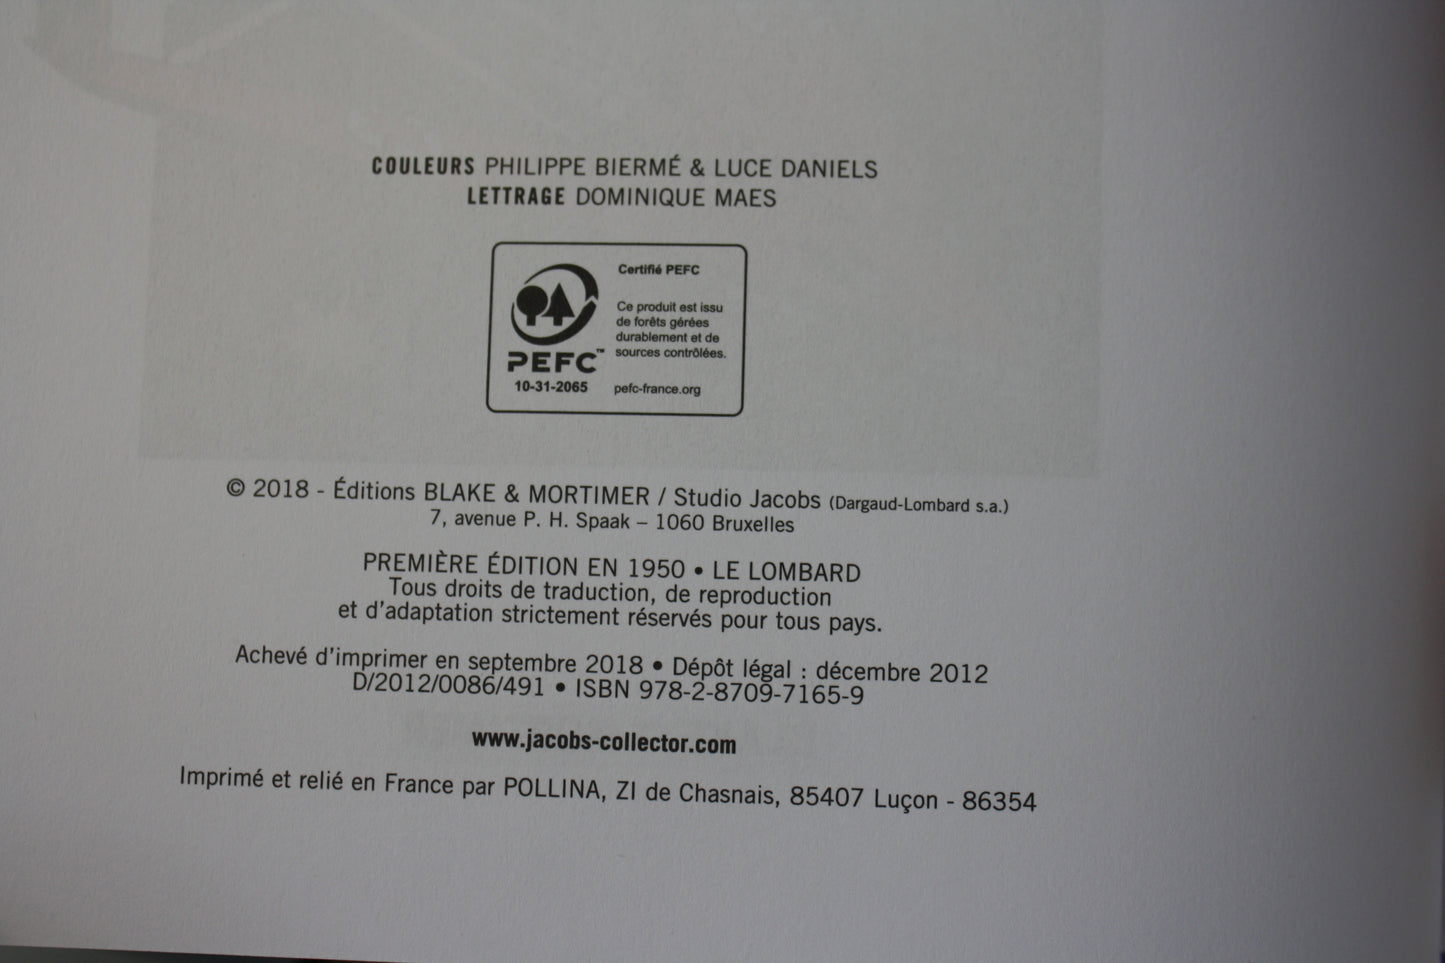 COULEURS PHILIPPE BIERMÉ & LUCE DANIELS
LETTRAGE DOMINIQUE MAES
Certifié PEFC
Ce produit est issu
de forêts gérées
durablement et de
sources contrôlées.
pefc-france.org
PEFC™
10-31-2065
© 2018 - Éditions BLAKE & MORTIMER / Studio Jacobs (Dargaud-Lombard s.a.)
7, avenue P. H. Spaak – 1060 Bruxelles
PREMIÈRE ÉDITION EN 1950 • LE LOMBARD
Tous droits de traduction, de reproduction
et d'adaptation strictement réservés pour tous pays.
Achevé d'imprimer en septembre 2018 • Dépôt légal : décembre 2012
D/2012/0086/491 • ISBN 978-2-8709-7165-9
www.jacobs-collector.com
Imprimé et relié en France par POLLINA, ZI de Chasnais, 85407 Luçon - 86354